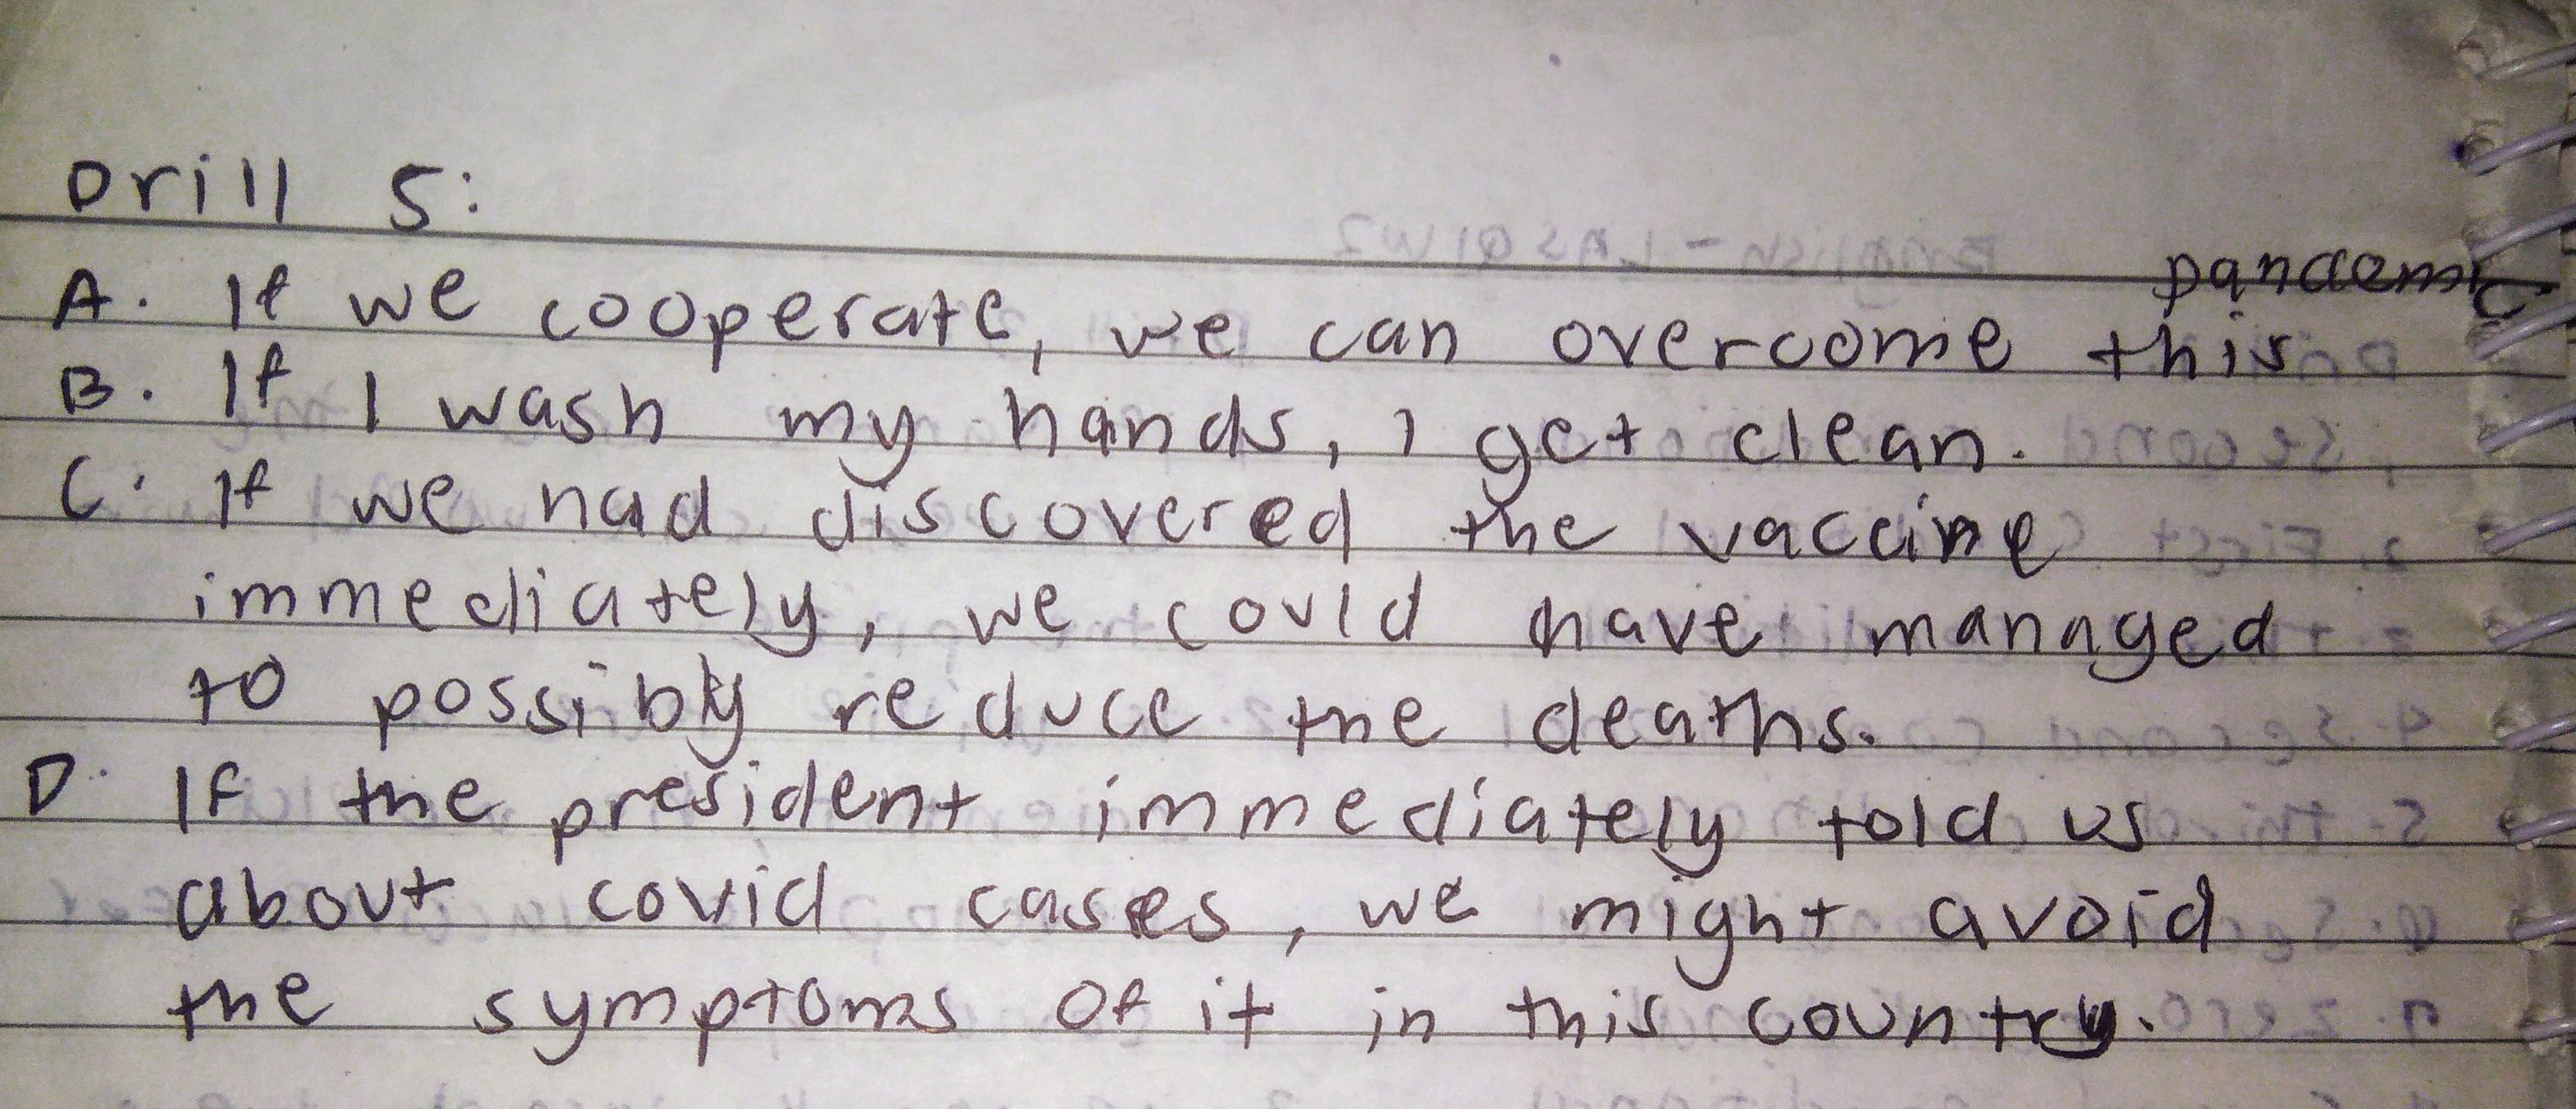 Drill 5:
A. If we cooperate, we can overcome this pandemic
B. If I wash my hands, I get clean.
C. If we had discovered the vaccine
immediately, we could have managed
to possibly reduce the deaths.
D. If the president immediately told us
about covid cases, we might avoid
the symptoms of it in this country.